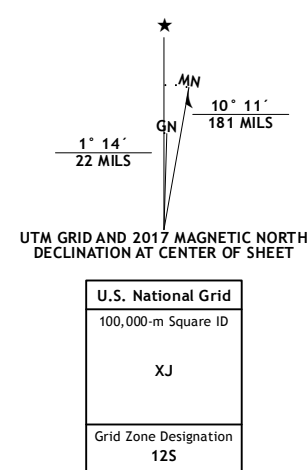 ★
MN
GN
10° 11´
181 MILS
1° 14´
22 MILS
UTM GRID AND 2017 MAGNETIC NORTH
DECLINATION AT CENTER OF SHEET
U.S. National Grid
100,000-m Square ID
XJ
Grid Zone Designation
12S